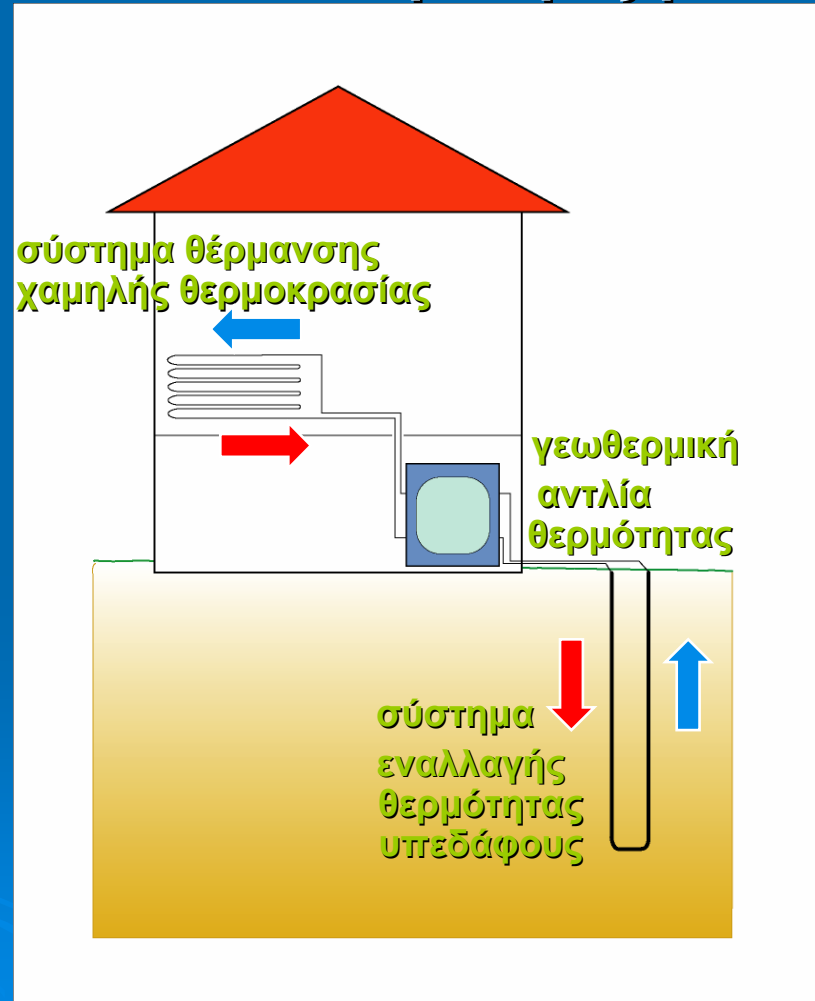 σύστημα θέρμανσης
χαμηλής θερμοκρασίας
γεωθερμική
αντλία
θερμότητας
σύστημα
εναλλαγής
θερμότητας
υπεδάφους